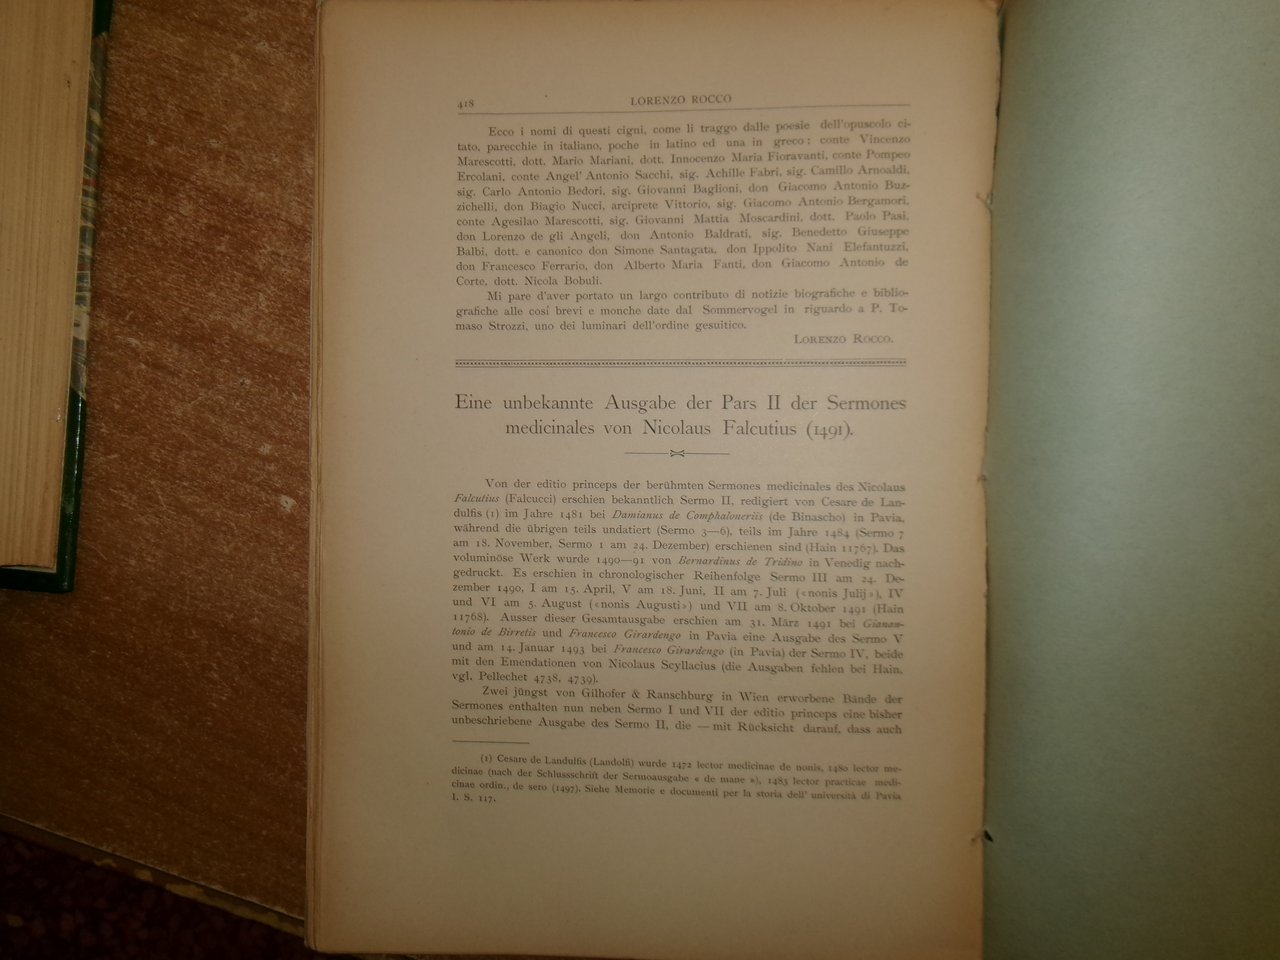 418 LORENZO ROCCO
Ecco i nomi di questi cigni, come li traggo dalle poesie dell'opuscolo ci-
tato, parecchie in italiano, poche in latino ed una in greco: conte Vincenzo
Marescotti, dott. Mario Mariani, dott. Innocenzo Maria Fioravanti, conte Pompeo
Ercolani, conte Angel' Antonio Sacchi, sig. Achille Fabri, sig. Camillo Arnoaldi,
sig. Carlo Antonio Bedori, sig. Giovanni Baglioni, don Giacomo Antonio Buz-
zichelli, don Biagio Nucci, arciprete Vittorio, sig. Giacomo Antonio Bergamori,
conte Agesilao Marescotti, sig. Giovanni Mattia Moscardini, dott. Paolo Pasi,
don Lorenzo de gli Angeli, don Antonio Baldrati, sig. Benedetto Giuseppe
Balbi, dott. e canonico don Simone Santagata, don Ippolito Nani Elefantuzzi,
don Francesco Ferrario, don Alberto Maria Fanti, don Giacomo Antonio de
Corte, dott. Nicola Bobuli.
Mi pare d'aver portato un largo contributo di notizie biografiche e biblio-
grafiche alle così brevi e monche date dal Sommervogel in riguardo a P. To-
maso Strozzi, uno dei luminari dell'ordine gesuitico.
LORENZO ROCCO.
Eine unbekannte Ausgabe der Pars II der Sermones
medicinales von Nicolaus Falcutius (1491).
Von der editio princeps der berühmten Sermones medicinales des Nicolaus
Falcutius (Falcucci) erschien bekanntlich Sermo II, redigiert von Cesare de Lan-
dulfis (1) im Jahre 1481 bei Damianus de Comphaloneriis (de Binascho) in Pavia,
während die übrigen teils undatiert (Sermo 3—6), teils im Jahre 1484 (Sermo 7
am 18. November, Sermo 1 am 24. Dezember) erschienen sind (Hain 11767). Das
voluminöse Werk wurde 1490—91 von Bernardinus de Tridino in Venedig nach-
gedruckt. Es erschien in chronologischer Reihenfolge Sermo III am 24. De-
zember 1490, I am 15. April, V am 18. Juni, II am 7. Juli («nonis Julij»), IV
und VI am 5. August («nonis Augusti») und VII am 8. Oktober 1491 (Hain
11768). Ausser dieser Gesamtausgabe erschien am 31. März 1491 bei Gianan-
tonio de Birretis und Francesco Girardengo in Pavia eine Ausgabe des Sermo V
und am 14. Januar 1493 bei Francesco Girardengo (in Pavia) der Sermo IV, beide
mit den Emendationen von Nicolaus Scyllacius (die Ausgaben fehlen bei Hain,
vgl. Pellechet 4738, 4739).
Zwei jüngst von Gilhofer & Ranschburg in Wien erworbene Bände der
Sermones enthalten nun neben Sermo I und VII der editio princeps eine bisher
unbeschriebene Ausgabe des Sermo II, die — mit Rücksicht darauf, dass auch
(1) Cesare de Landulfis (Landolfi) wurde 1472 lector medicinae de nonis, 1480 lector me-
dicinae (nach der Schlussschrift der Sermoausgabe « de mane »), 1483 lector practicae medi-
cinae ordin., de sero (1497). Siehe Memorie e documenti per la storia dell' università di Pavia
I. S. 117.